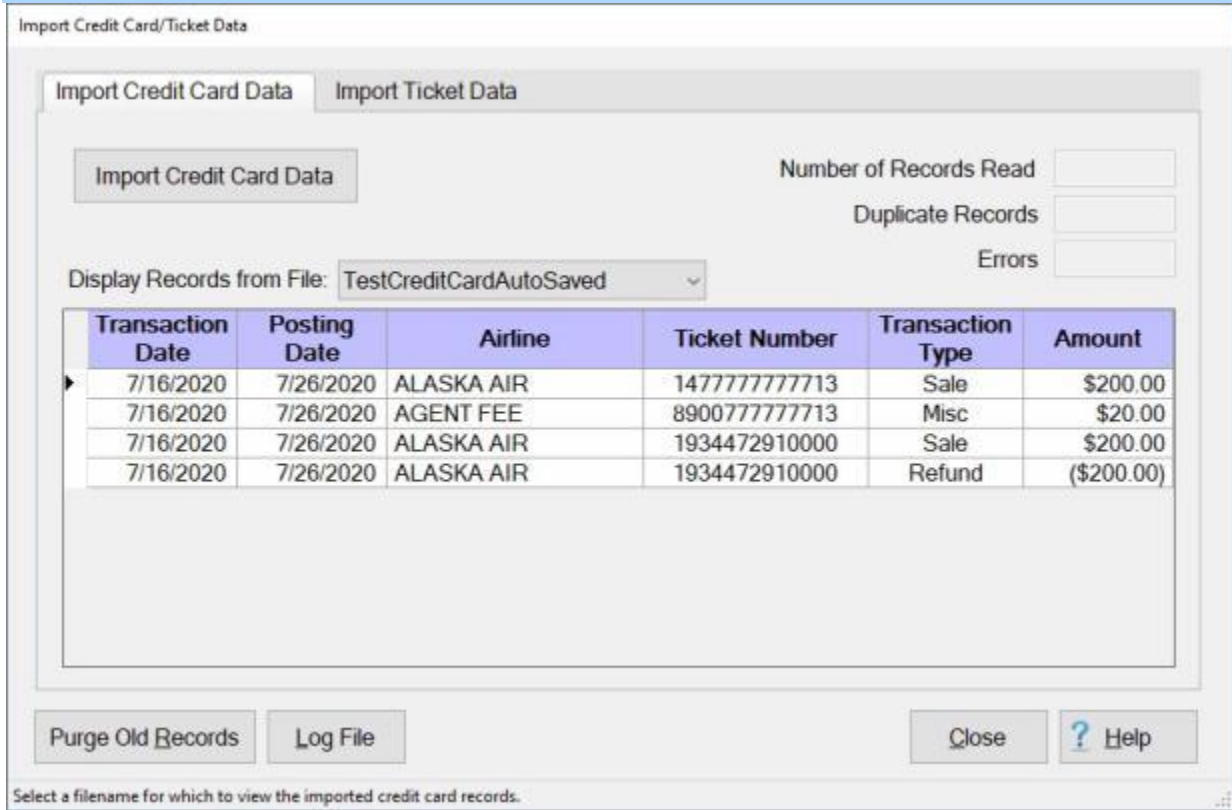 Import Credit Card/Ticket Data
Import Credit Card Data Import Ticket Data
Import Credit Card Data
Number of Records Read
Duplicate Records
Errors
Display Records from File: TestCreditCardAutoSaved
Transaction Date Posting Date Airline Ticket Number Transaction Type Amount
7/16/2020 7/26/2020 ALASKA AIR 1477777777713 Sale $200.00
7/16/2020 7/26/2020 AGENT FEE 8900777777713 Misc $20.00
7/16/2020 7/26/2020 ALASKA AIR 1934472910000 Sale $200.00
7/16/2020 7/26/2020 ALASKA AIR 1934472910000 Refund ($200.00)
Purge Old Records Log File Close ? Help
Select a filename for which to view the imported credit card records.